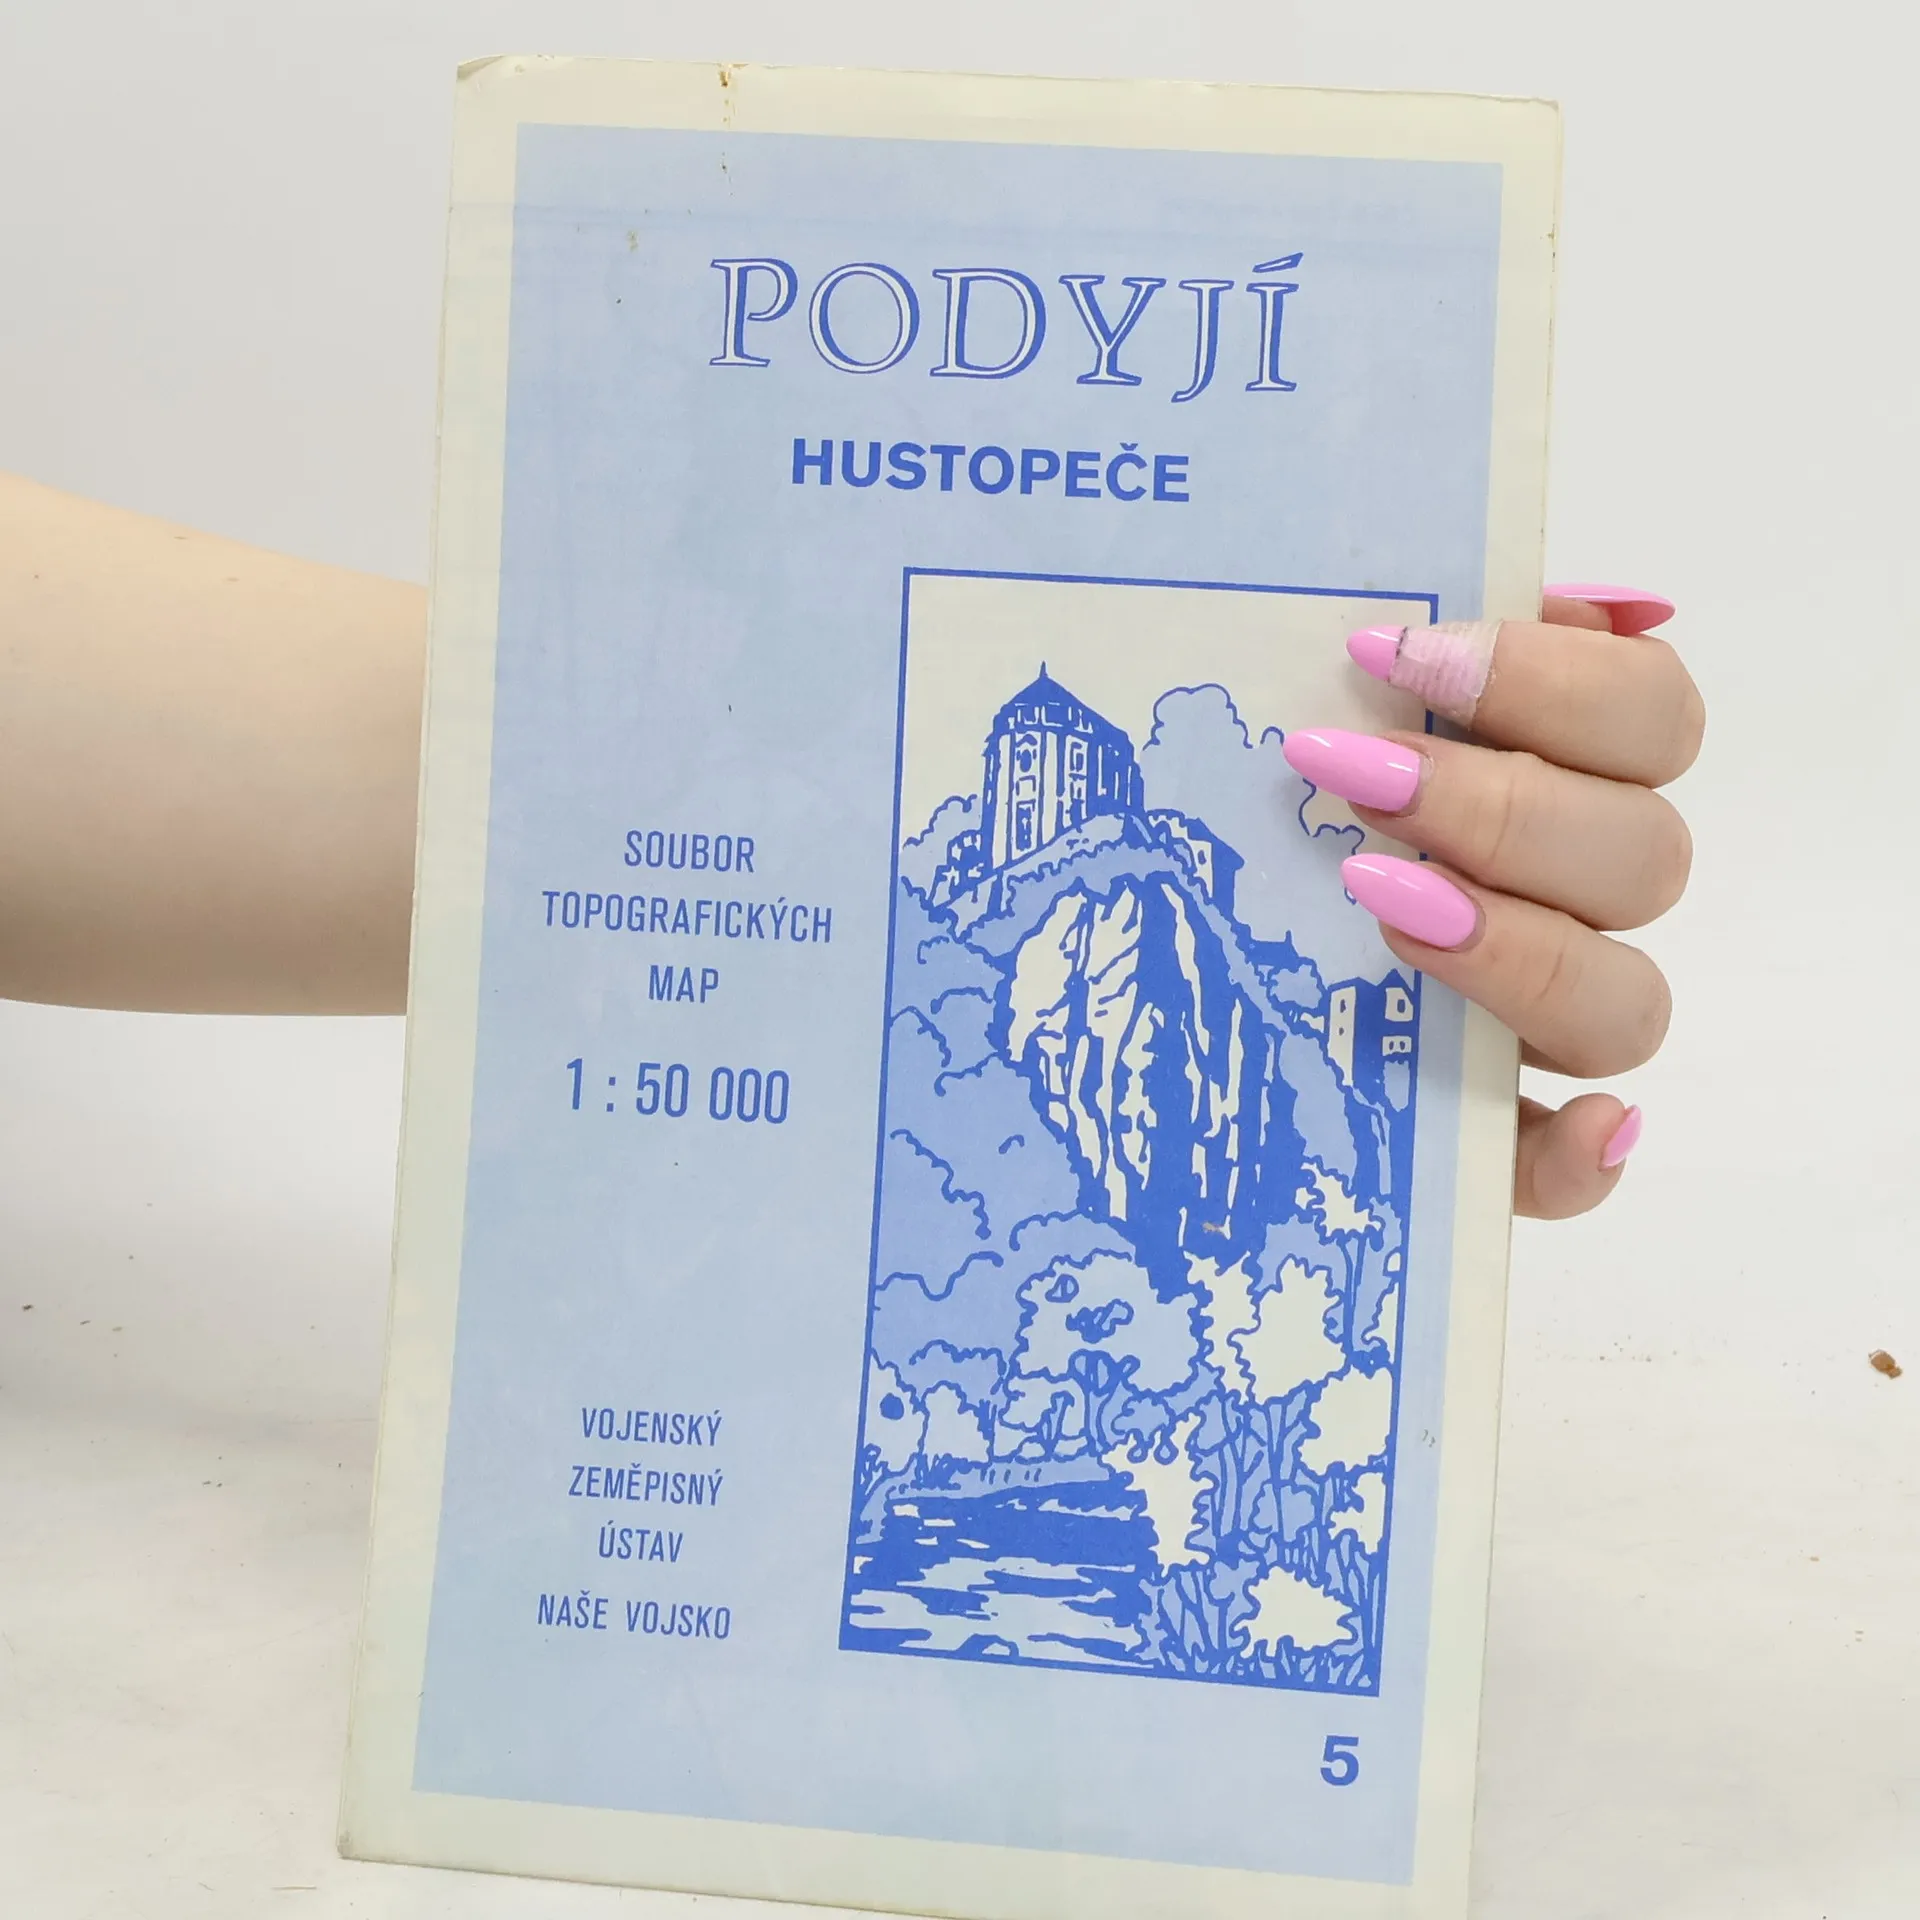 PODYJÍ
HUSTOPEČE
SOUBOR
TOPOGRAFICKÝCH
MAP
1 : 50 000
VOJENSKÝ
ZEMĚPISNÝ
ÚSTAV
NAŠE VOJSKO
5